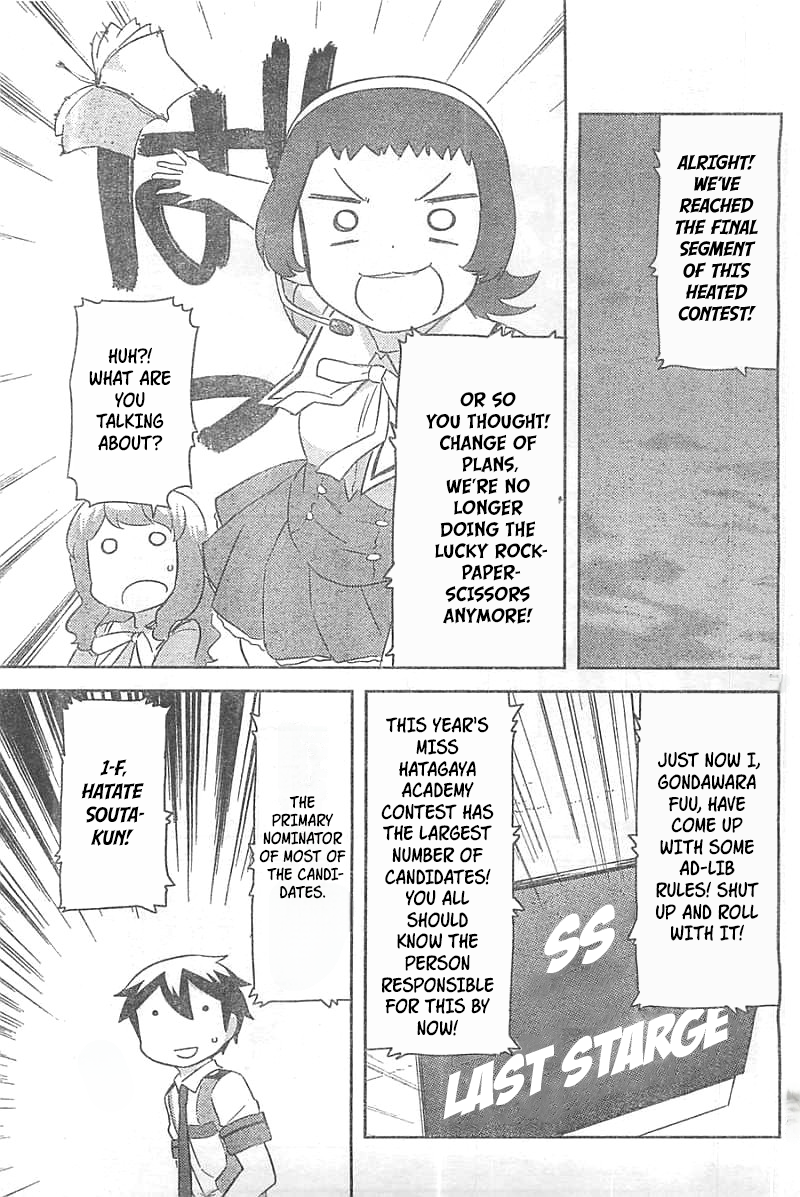 ALRIGHT!
WE'VE
REACHED
THE FINAL
SEGMENT
OF THIS
HEATED
CONTEST!
OR SO
YOU THOUGHT!
CHANGE OF
PLANS,
WE'RE NO
LONGER
DOING THE
LUCKY ROCK-
PAPER-
SCISSORS
ANYMORE!
HUH?!
WHAT ARE
YOU
TALKING
ABOUT?
JUST NOW I,
GONDAWARA
FUU, HAVE
COME UP
WITH SOME
AD-LIB
RULES! SHUT
UP AND ROLL
WITH IT!
SS
LAST STARGE
THIS YEAR'S
MISS
HATAGAYA
ACADEMY
CONTEST HAS
THE LARGEST
NUMBER OF
CANDIDATES!
YOU ALL
SHOULD
KNOW THE
PERSON
RESPONSIBLE
FOR THIS BY
NOW!
THE
PRIMARY
NOMINATOR
OF MOST OF
THE CANDI-
DATES.
1-F,
HATATE
SOUTA-
KUN!